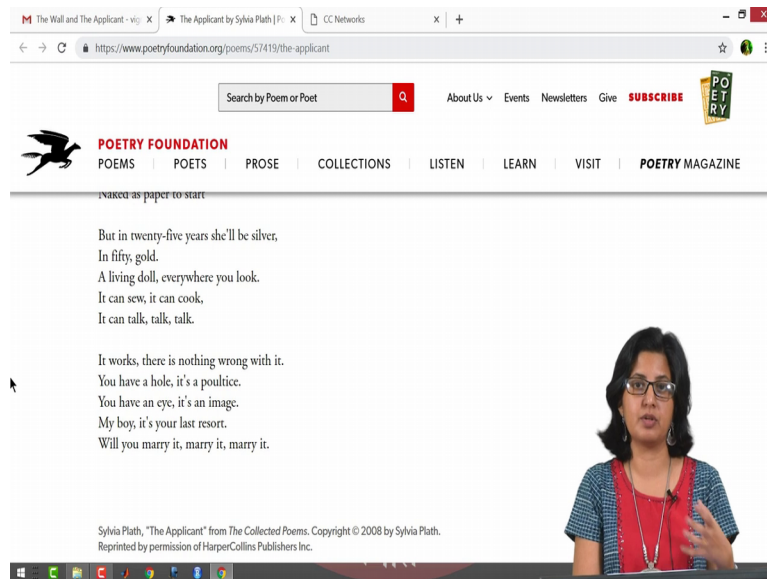 The Wall and The Applicant - vig
The Applicant by Sylvia Plath | Po
CC Networks
https://www.poetryfoundation.org/poems/57419/the-applicant
Search by Poem or Poet
About Us
Events
Newsletters
Give
SUBSCRIBE
PO
ET
RY
POETRY FOUNDATION
POEMS
POETS
PROSE
COLLECTIONS
LISTEN
LEARN
VISIT
POETRY MAGAZINE
Naked as paper to start
But in twenty-five years she'll be silver,
In fifty, gold.
A living doll, everywhere you look.
It can sew, it can cook,
It can talk, talk, talk.
It works, there is nothing wrong with it.
You have a hole, it's a poultice.
You have an eye, it's an image.
My boy, it's your last resort.
Will you marry it, marry it, marry it.
Sylvia Plath, "The Applicant" from The Collected Poems. Copyright © 2008 by Sylvia Plath.
Reprinted by permission of HarperCollins Publishers Inc.